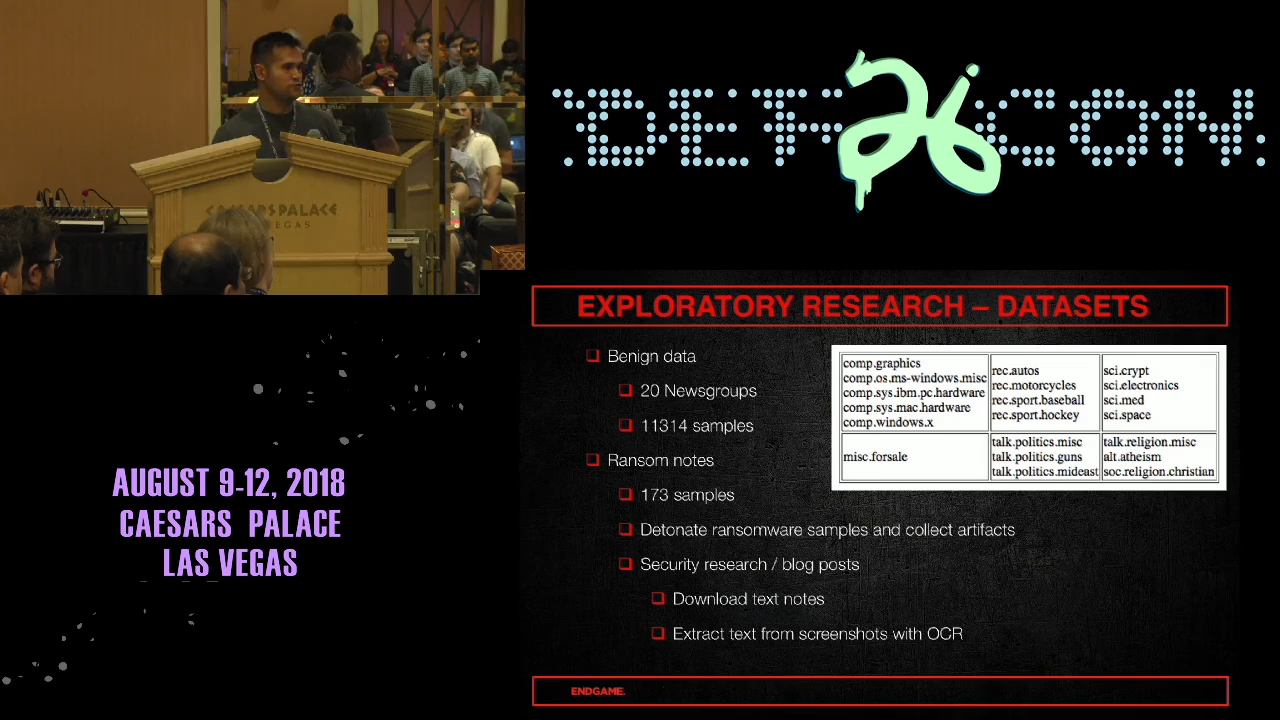 CAESARS PALACE
VEGAS
DEF 26 CON
AUGUST 9-12, 2018
CAESARS PALACE
LAS VEGAS
EXPLORATORY RESEARCH – DATASETS
Benign data
20 Newsgroups
11314 samples
Ransom notes
173 samples
Detonate ransomware samples and collect artifacts
Security research / blog posts
Download text notes
Extract text from screenshots with OCR
comp.graphics
comp.os.ms-windows.misc
comp.sys.ibm.pc.hardware
comp.sys.mac.hardware
comp.windows.x
rec.autos
rec.motorcycles
rec.sport.baseball
rec.sport.hockey
sci.crypt
sci.electronics
sci.med
sci.space
misc.forsale
talk.politics.misc
talk.politics.guns
talk.politics.mideast
talk.religion.misc
alt.atheism
soc.religion.christian
ENDGAME.